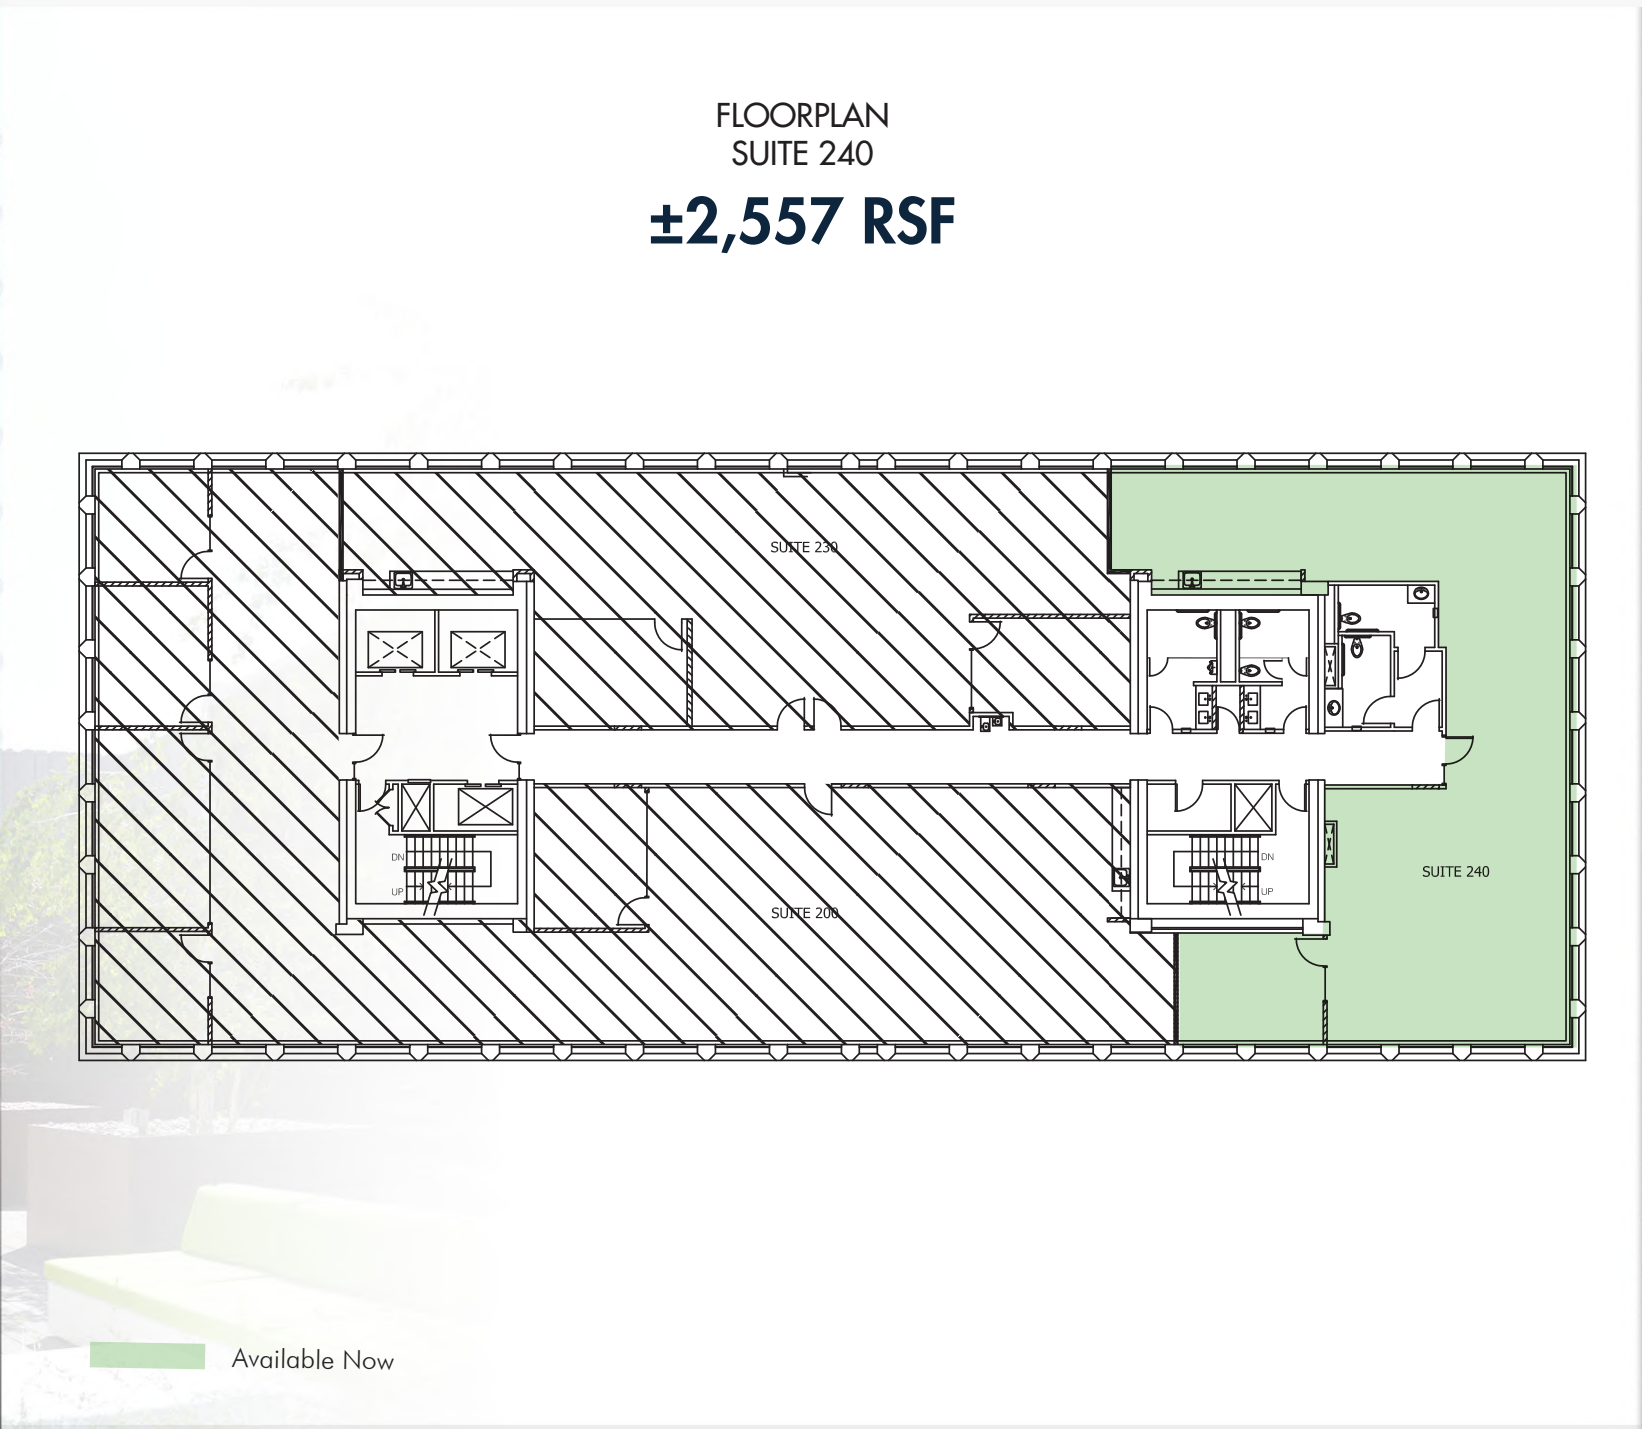 FLOORPLAN
SUITE 240
±2,557 RSF
SUITE 230
DN
UP
DN
UP
SUITE 240
SUITE 200
Available Now